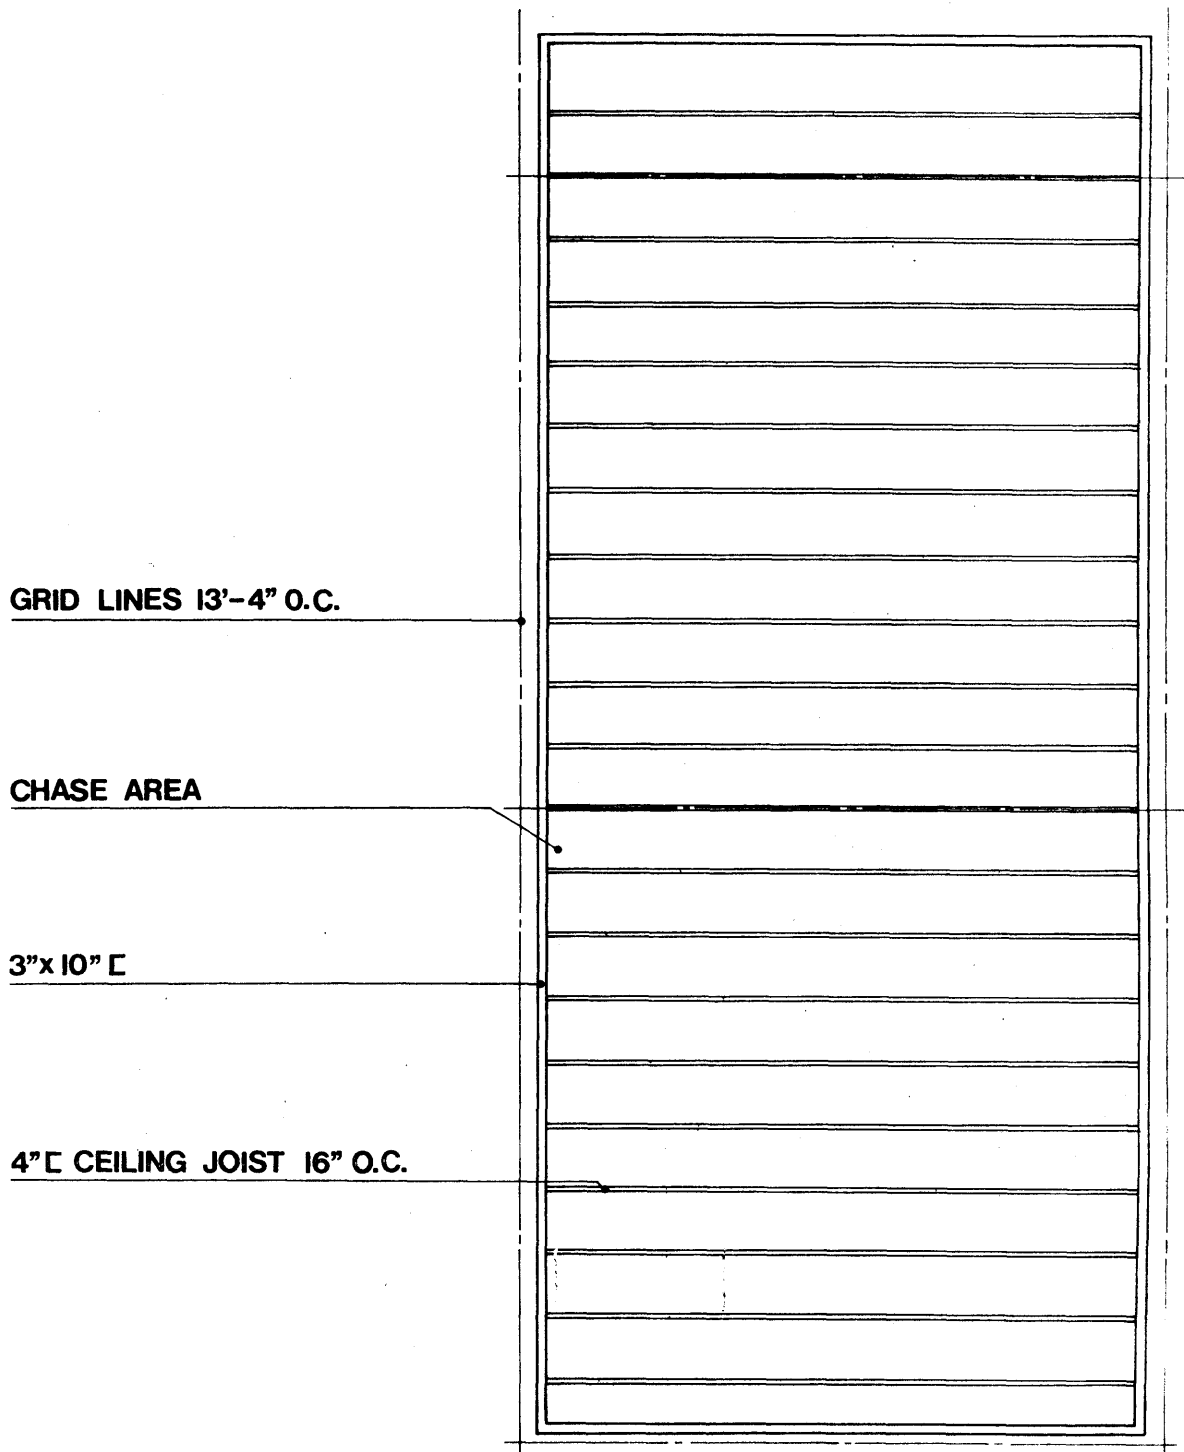 GRID LINES 13'-4" O.C.
CHASE AREA
3"x 10" ㄷ
4" ㄷ CEILING JOIST 16" O.C.